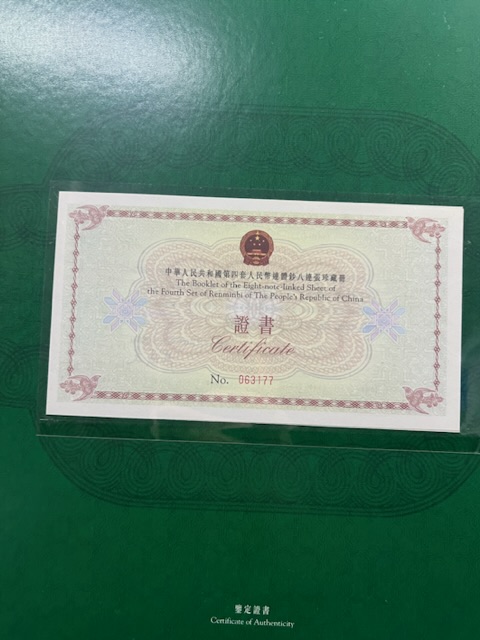 中華人民共和國第四套人民幣連體鈔八連張珍藏冊
The Booklet of the Eight-note-linked Sheet of
the Fourth Set of Renminbi of The People's Republic of China
證書
Certificate
No. 063177
鑒定證書
Certificate of Authenticity